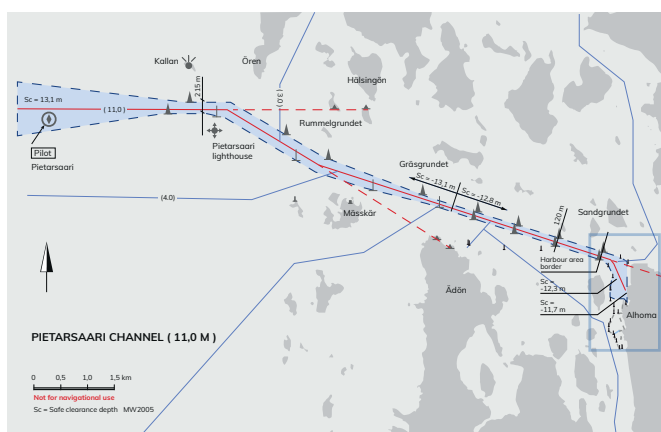 Kallan
Ören
Hälsingön
Sc = 13,1 m
( 11,0 )
215 m
( 3.0 )
Rummelgrundet
Pilot
Pietarsaari
Pietarsaari
lighthouse
Gräsgrundet
Sc = -13,1 m
Sc = -12,8 m
(4.0)
Mässkär
120 m
Sandgrundet
Harbour area
border
Ädön
Sc =
-12,3 m
Sc =
-11,7 m
Alhoma
PIETARSAARI CHANNEL ( 11,0 M )
0 0,5 1,0 1,5 km
Not for navigational use
Sc = Safe clearance depth MW2005